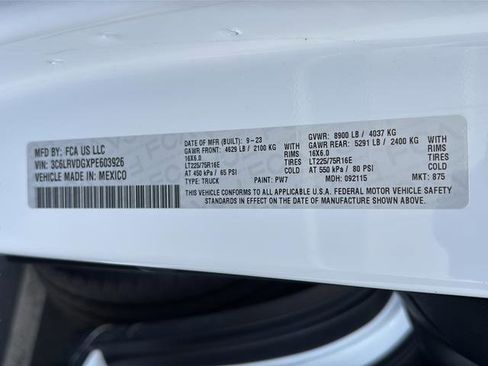 MFD BY: FCA US LLC
VIN: 3C6LRVDGXPE603926
VEHICLE MADE IN: MEXICO
DATE OF MFR (BUILT): 9-23 GVWR: 8900 LB / 4037 KG
GAWR FRONT: 4629 LB / 2100 KG WITH GAWR REAR: 5291 LB / 2400 KG WITH
16X6.0 RIMS 16X6.0 RIMS
LT225/75R16E TIRES LT225/75R16E TIRES
AT 450 kPa / 65 PSI COLD AT 550 kPa / 80 PSI COLD
TYPE: TRUCK PAINT: PW7 MDH: 092115 MKT: 875
THIS VEHICLE CONFORMS TO ALL APPLICABLE U.S.A. FEDERAL MOTOR VEHICLE SAFETY
STANDARDS IN EFFECT ON THE DATE OF MANUFACTURE SHOWN ABOVE.